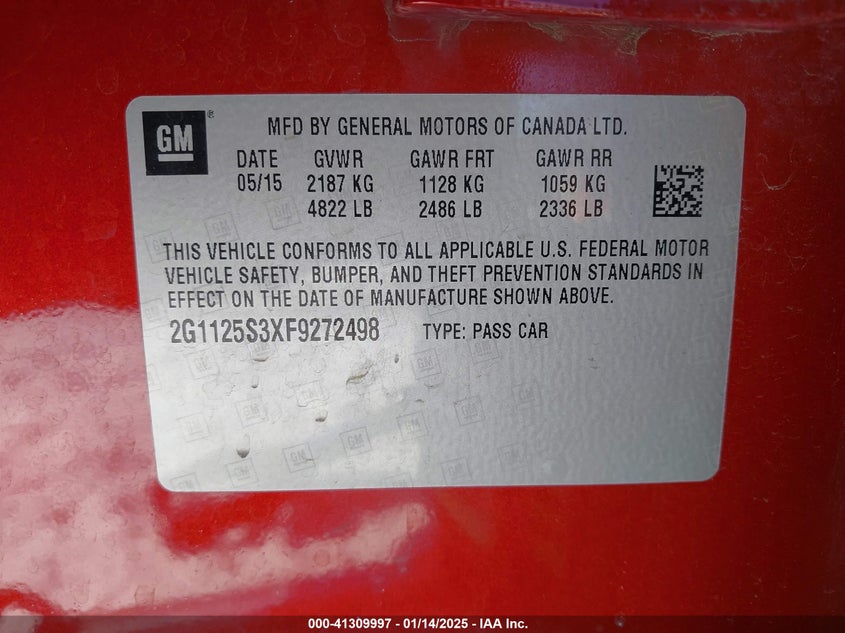 GM ®
MFD BY GENERAL MOTORS OF CANADA LTD.
DATE GVWR GAWR FRT GAWR RR
05/15 2187 KG 1128 KG 1059 KG
4822 LB 2486 LB 2336 LB
THIS VEHICLE CONFORMS TO ALL APPLICABLE U.S. FEDERAL MOTOR
VEHICLE SAFETY, BUMPER, AND THEFT PREVENTION STANDARDS IN
EFFECT ON THE DATE OF MANUFACTURE SHOWN ABOVE.
2G1125S3XF9272498 TYPE: PASS CAR
000-41309997 - 01/14/2025 - IAA Inc.